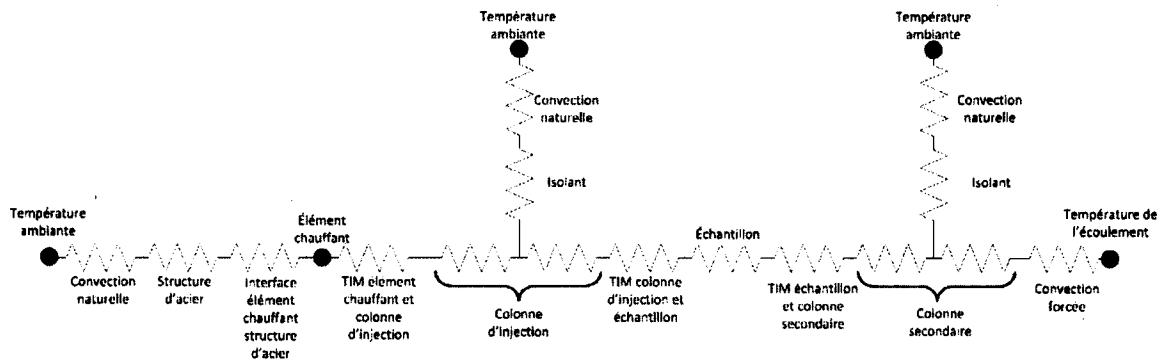 Température
ambiante
Température
ambiante
Convection
naturelle
Convection
naturelle
Isolant
Isolant
Température
ambiante
Élément
chauffant
Échantillon
Température de
l'écoulement
Convection
naturelle
Structure
d'acier
Interface
élément
chauffant
structure
d'acier
TIM élément
chauffant et
colonne
d'injection
Colonne
d'injection
TIM colonne
d'injection et
échantillon
TIM échantillon
et colonne
secondaire
Colonne
secondaire
Convection
forcée